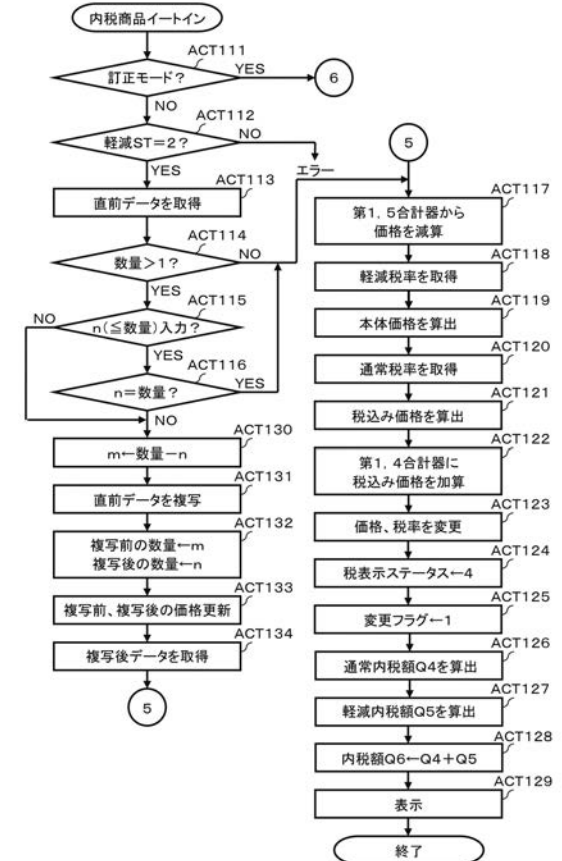 内税商品イートイン
ACT111
訂正モード?
YES
6
NO
ACT112
軽減ST=2?
NO
エラー
YES
ACT113
直前データを取得
ACT114
数量>1?
NO
YES
ACT115
NO
n(≦数量)入力?
YES
ACT116
n=数量?
YES
NO
ACT130
m←数量-n
ACT131
直前データを複写
ACT132
複写前の数量←m
複写後の数量←n
ACT133
複写前、複写後の価格更新
ACT134
複写後データを取得
5
5
ACT117
第1, 5合計器から
価格を減算
ACT118
軽減税率を取得
ACT119
本体価格を算出
ACT120
通常税率を取得
ACT121
税込み価格を算出
ACT122
第1, 4合計器に
税込み価格を加算
ACT123
価格、税率を変更
ACT124
税表示ステータス←4
ACT125
変更フラグ←1
ACT126
通常内税額Q4を算出
ACT127
軽減内税額Q5を算出
ACT128
内税額Q6←Q4+Q5
ACT129
表示
終了